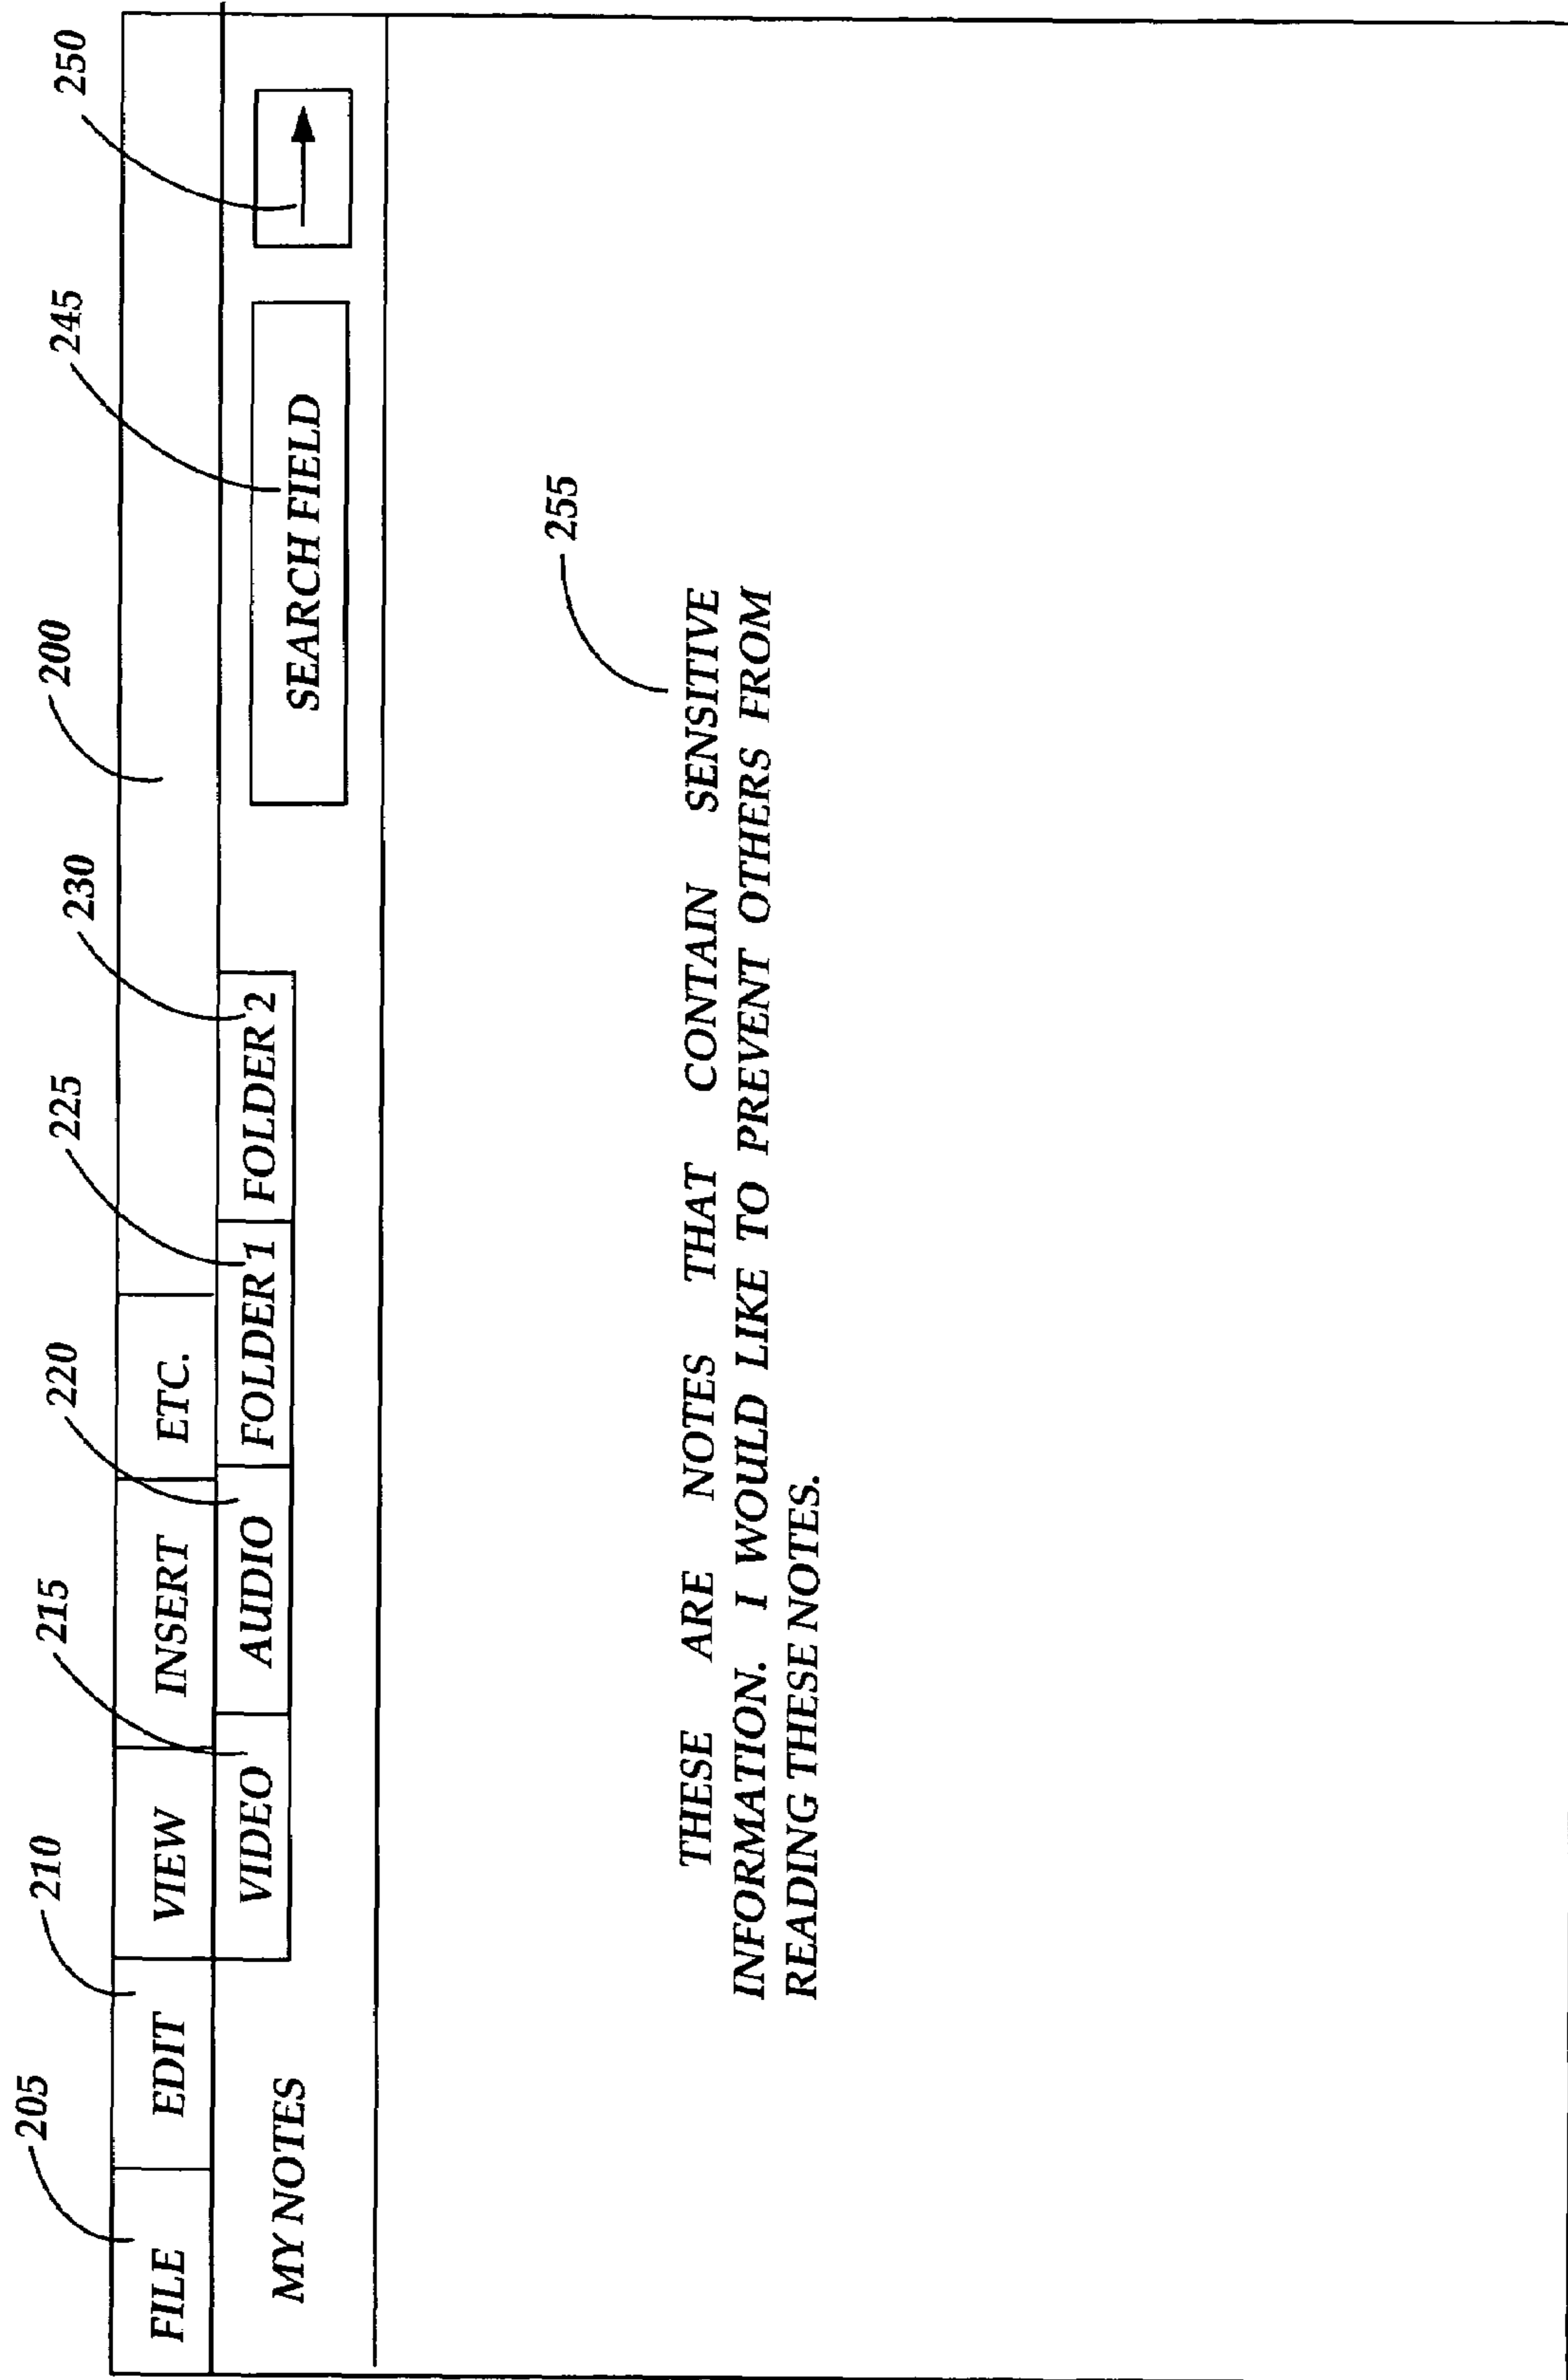 205 210 215 220 225 230 200 245 250
FILE EDIT VIEW INSERT ETC.
MY NOTES VIDEO AUDIO FOLDER 1 FOLDER 2 SEARCH FIELD
255
THESE ARE NOTES THAT CONTAIN SENSITIVE
INFORMATION. I WOULD LIKE TO PREVENT OTHERS FROM
READING THESE NOTES.